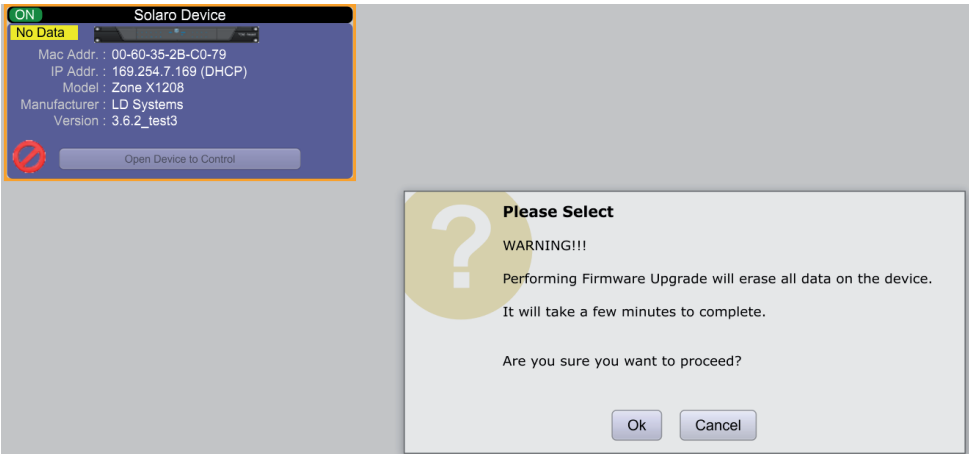 ON Solaro Device
No Data
Mac Addr. : 00-60-35-2B-C0-79
IP Addr. : 169.254.7.169 (DHCP)
Model : Zone X1208
Manufacturer : LD Systems
Version : 3.6.2_test3
Open Device to Control
Please Select
WARNING!!!
Performing Firmware Upgrade will erase all data on the device.
It will take a few minutes to complete.
Are you sure you want to proceed?
Ok Cancel